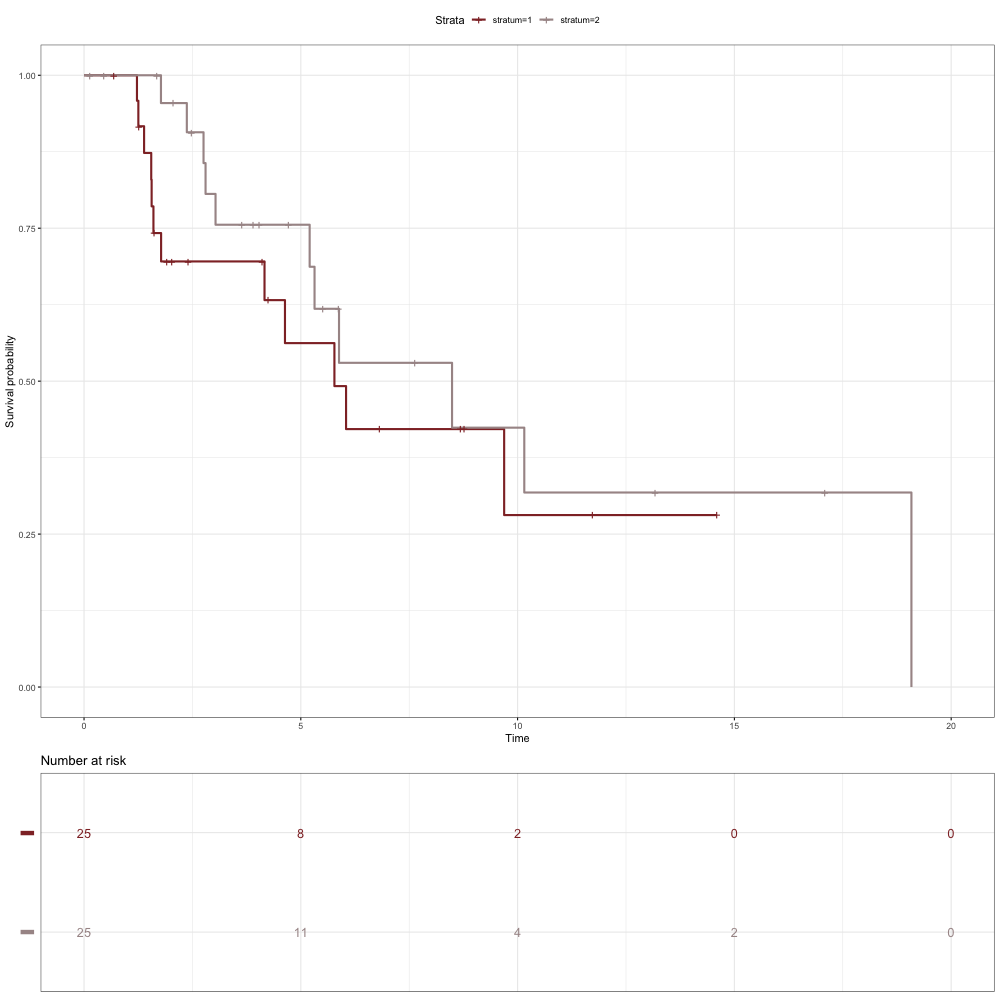 Strata stratum=1 stratum=2
Survival probability
1.00
0.75
0.50
0.25
0.00
0 5 10 15 20
Time
Number at risk
25 8 2 0 0
25 11 4 2 0